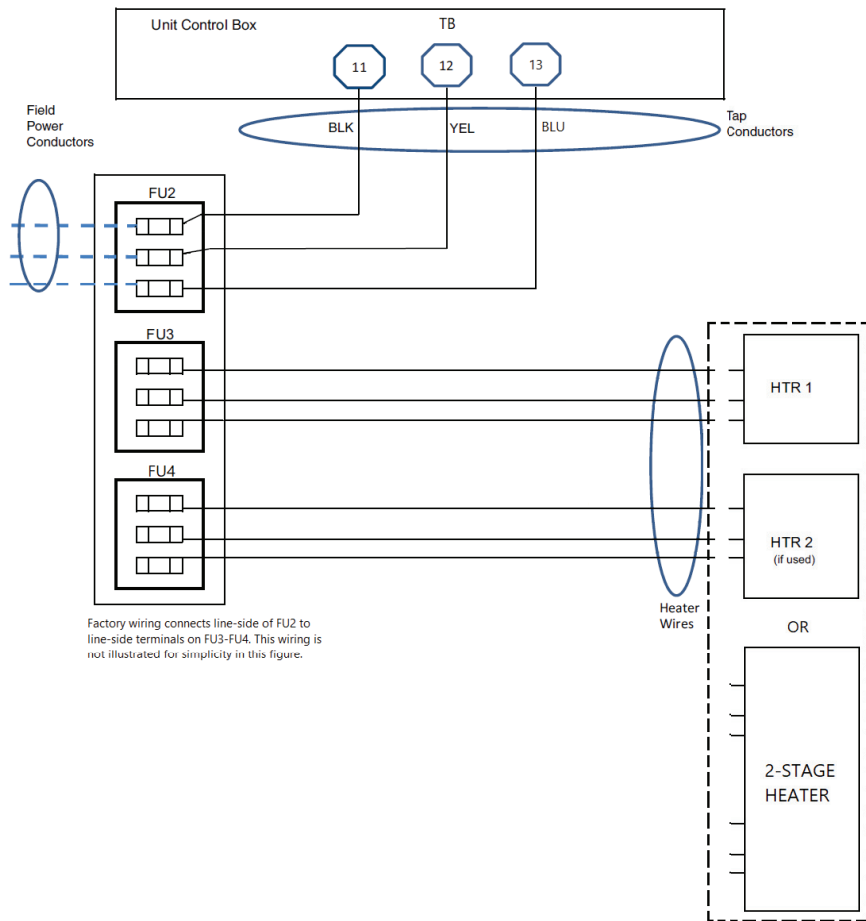 Unit Control Box
TB
11
12
13
Field
Power
Conductors
BLK
YEL
BLU
Tap
Conductors
FU2
FU3
HTR 1
FU4
HTR 2
(if used)
Heater
Wires
Factory wiring connects line-side of FU2 to
line-side terminals on FU3-FU4. This wiring is
not illustrated for simplicity in this figure.
OR
2-STAGE
HEATER